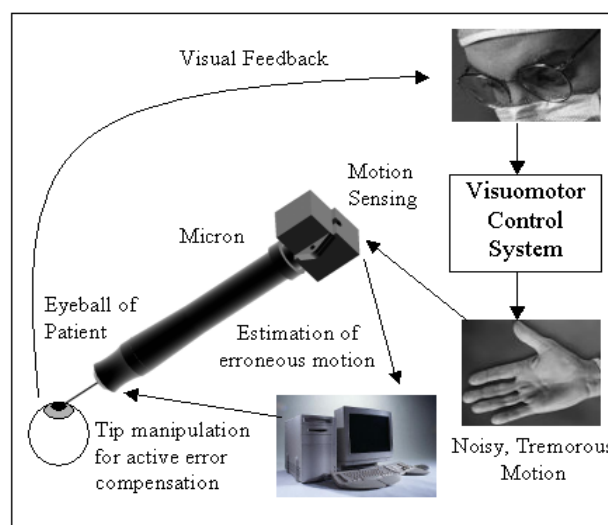 Visual Feedback
Motion
Sensing
Visuomotor
Control
System
Micron
Eyeball of
Patient
Estimation of
erroneous motion
Tip manipulation
for active error
compensation
Noisy, Tremorous
Motion